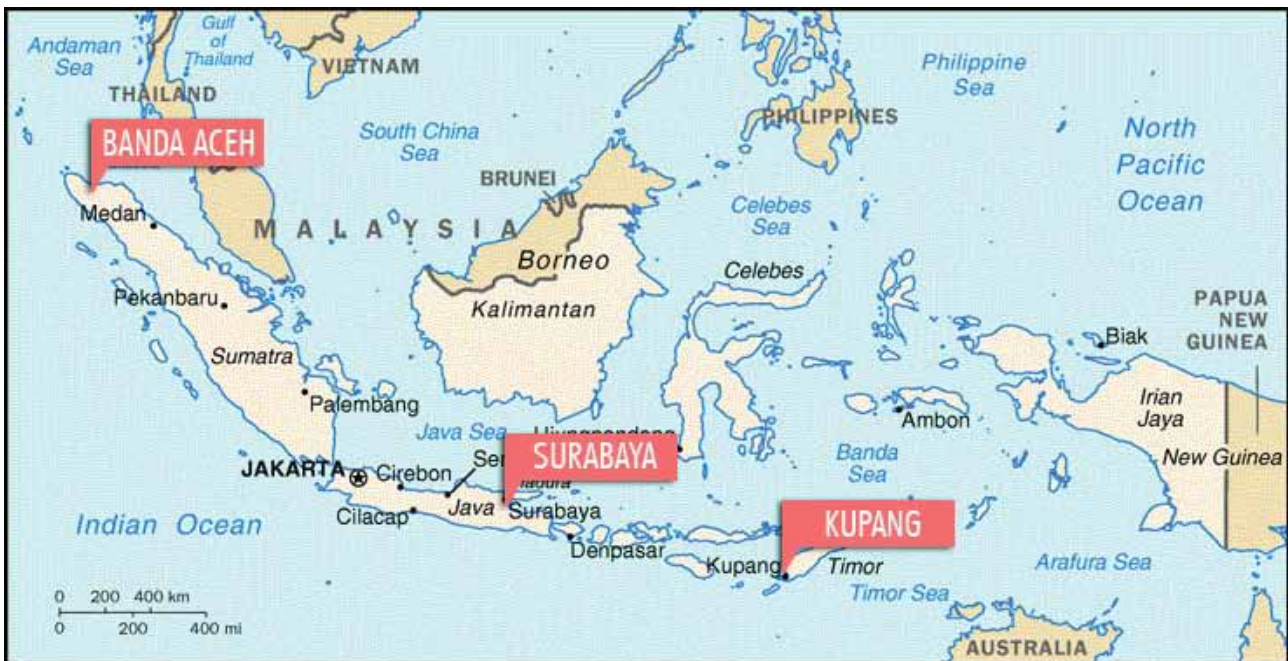 Andaman
Sea
Gulf
of
Thailand
VIETNAM
THAILAND
BANDA ACEH
South China
Sea
PHILIPPINES
Philippine
Sea
North
Pacific
Ocean
BRUNEI
Medan
MALAYSIA
Celebes
Sea
Borneo
Celebes
Kalimantan
Pekanbaru
Sumatra
PAPUA
NEW
GUINEA
Biak
Palembang
Irian
Jaya
Ambon
Java Sea
SURABAYA
Banda
Sea
New Guinea
JAKARTA
Cirebon
Java
Surabaya
Cilacap
Indian Ocean
KUPANG
Denpasar
Kupang
Timor
Arafura Sea
Timor Sea
0 200 400 km
0 200 400 mi
AUSTRALIA